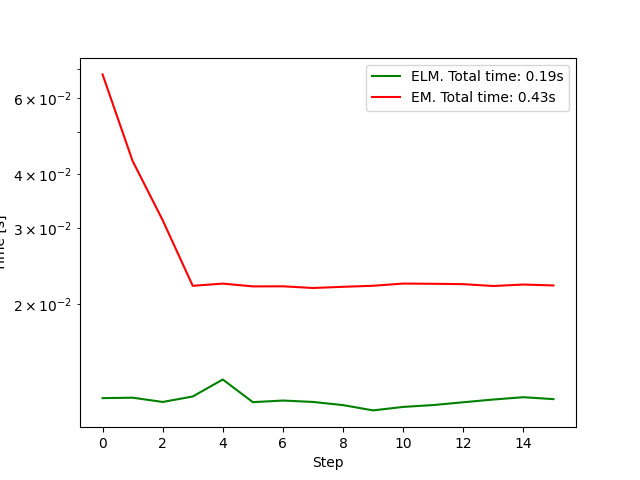 ELM. Total time: 0.19s
EM. Total time: 0.43s
6 × 10⁻²
4 × 10⁻²
3 × 10⁻²
2 × 10⁻²
0 2 4 6 8 10 12 14
Step